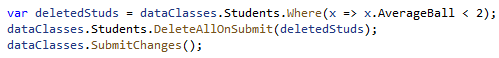 var deletedStuds = dataClasses.Students.Where(x => x.AverageBall < 2);
dataClasses.Students.DeleteAllOnSubmit(deletedStuds);
dataClasses.SubmitChanges();